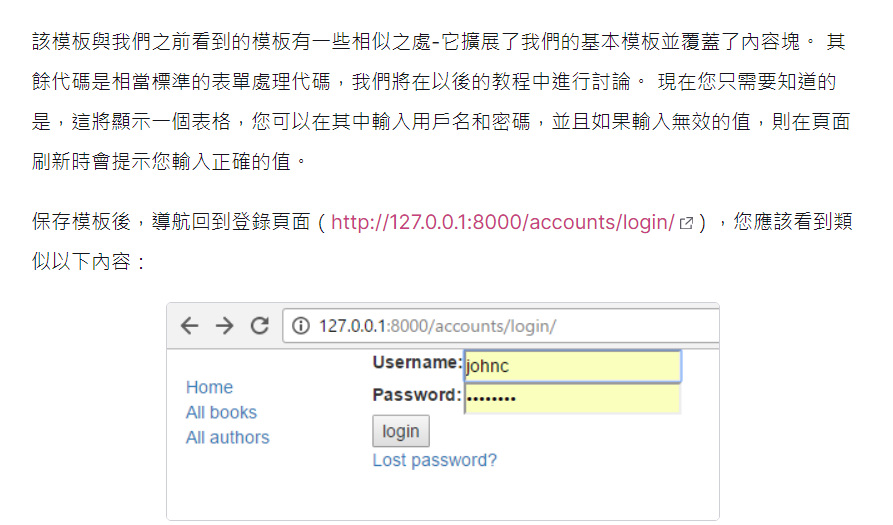 該模板與我們之前看到的模板有一些相似之處-它擴展了我們的基本模板並覆蓋了內容塊。 其
餘代碼是相當標準的表單處理代碼，我們將在以後的教程中進行討論。 現在您只需要知道的
是，這將顯示一個表格，您可以在其中輸入用戶名和密碼，並且如果輸入無效的值，則在頁面
刷新時會提示您輸入正確的值。
保存模板後，導航回到登錄頁面（http://127.0.0.1:8000/accounts/login/），您應該看到類
似以下內容：
127.0.0.1:8000/accounts/login/
Username: johnc
Password: ••••••••
Home
All books
All authors
login
Lost password?